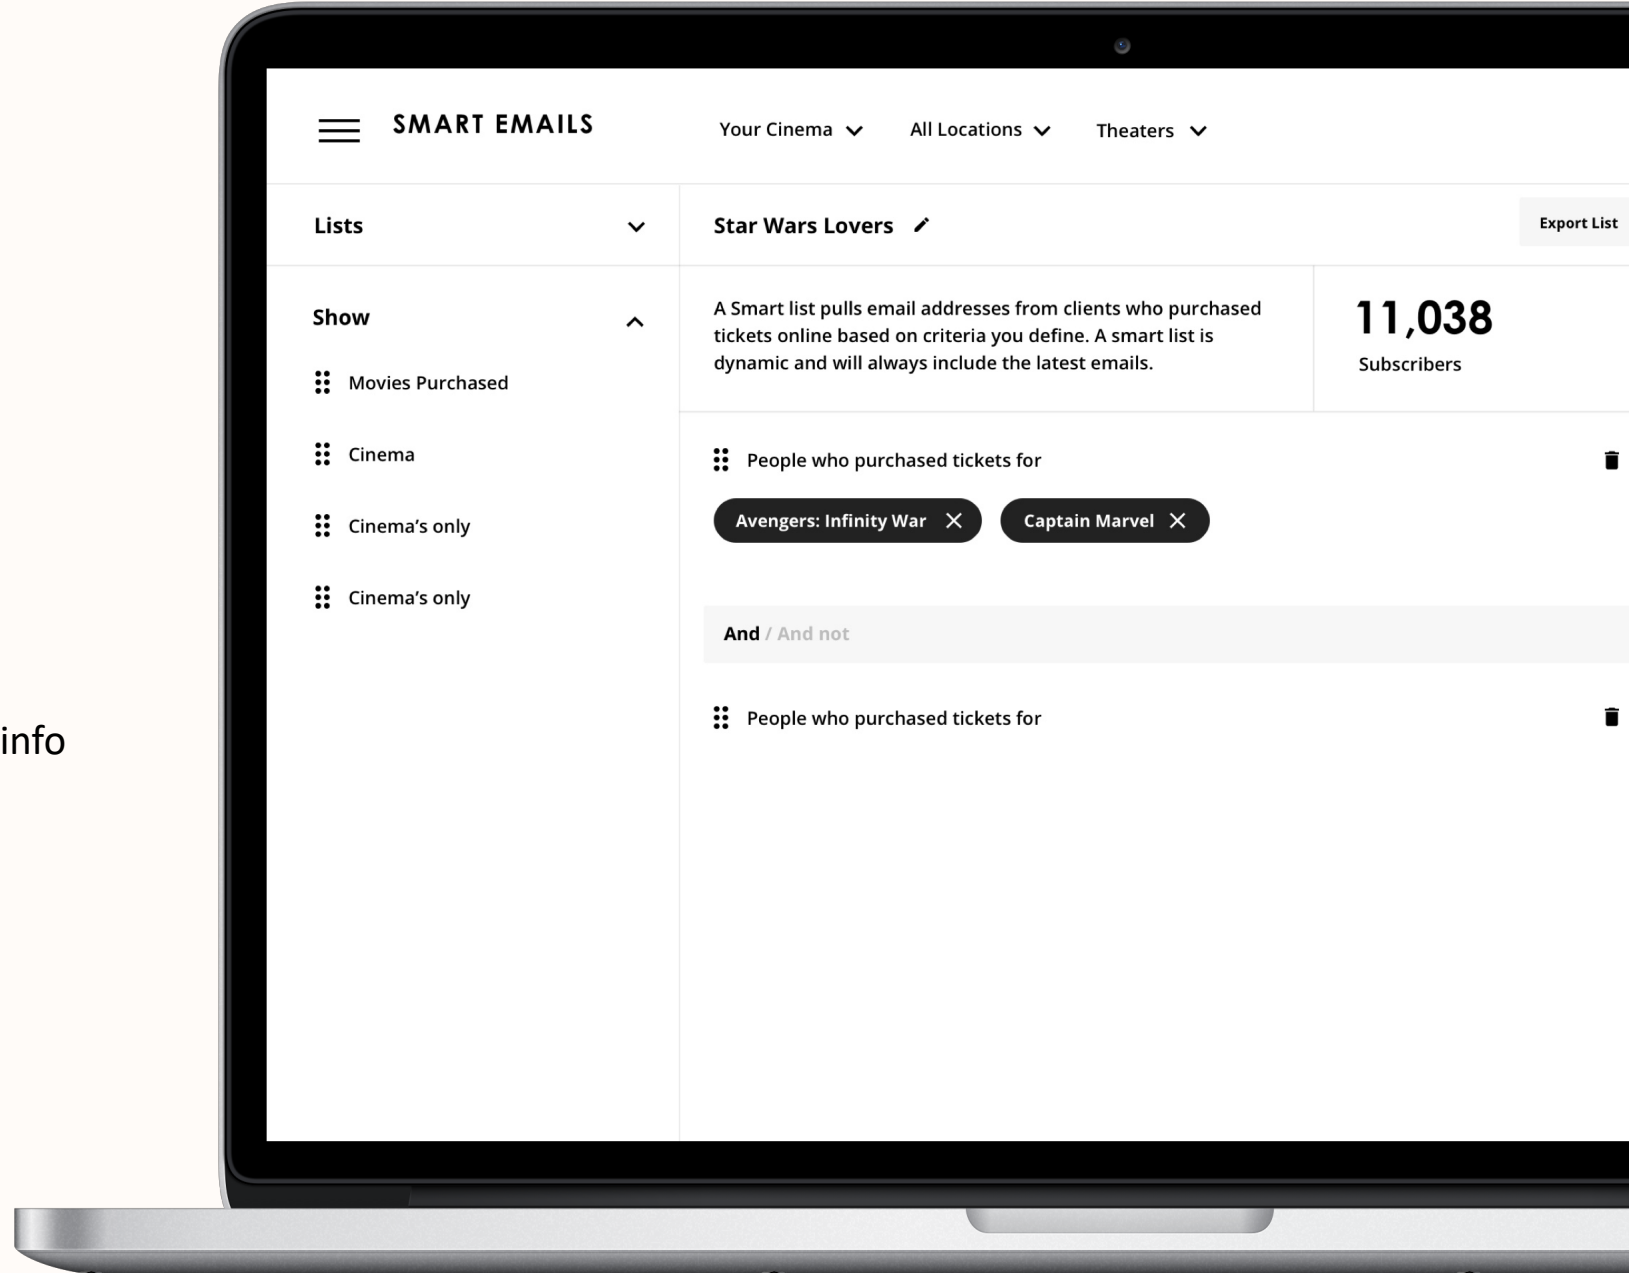 SMART EMAILS
Your Cinema
All Locations
Theaters
Lists
Star Wars Lovers
Export List
Show
Movies Purchased
Cinema
Cinema’s only
Cinema’s only
A Smart list pulls email addresses from clients who purchased
tickets online based on criteria you define. A smart list is
dynamic and will always include the latest emails.
11,038
Subscribers
People who purchased tickets for
Avengers: Infinity War
Captain Marvel
And / And not
People who purchased tickets for
info